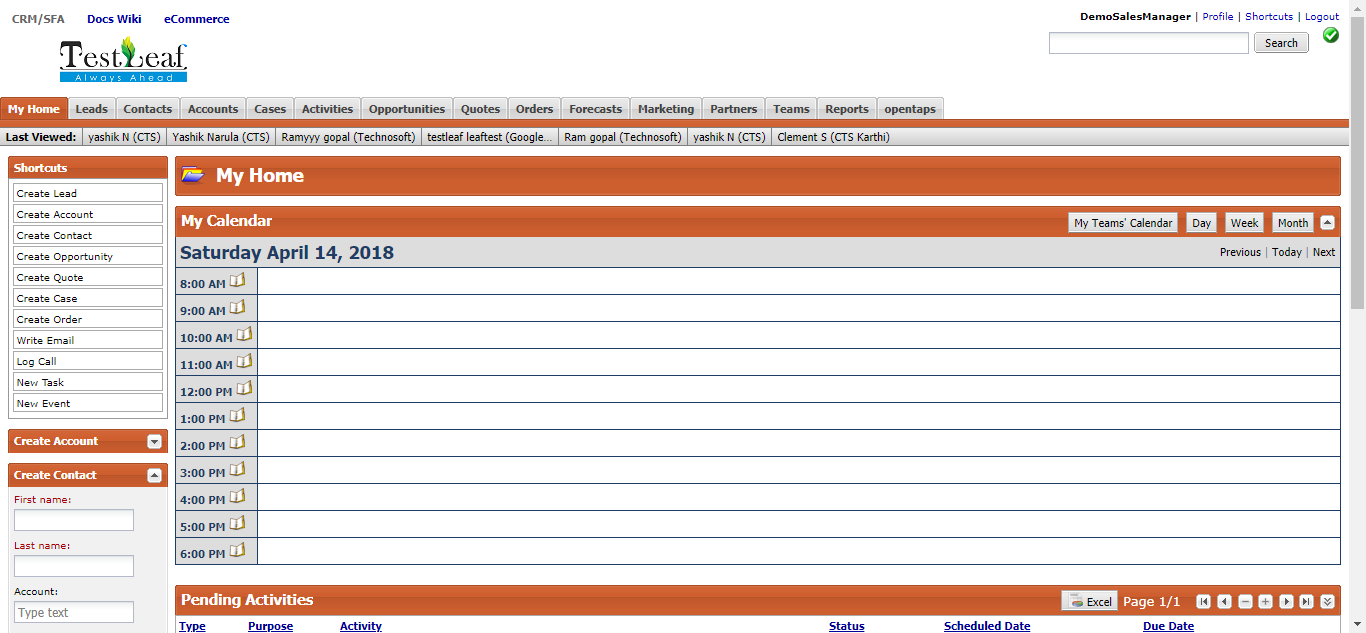 CRM/SFA Docs Wiki eCommerce
DemoSalesManager | Profile | Shortcuts | Logout
TestLeaf
Always Ahead
Search
My Home Leads Contacts Accounts Cases Activities Opportunities Quotes Orders Forecasts Marketing Partners Teams Reports opentaps
Last Viewed: yashik N (CTS) Yashik Narula (CTS) Ramyyy gopal (Technosoft) testleaf leaftest (Google... Ram gopal (Technosoft) yashik N (CTS) Clement S (CTS Karthi)
Shortcuts
Create Lead
Create Account
Create Contact
Create Opportunity
Create Quote
Create Case
Create Order
Write Email
Log Call
New Task
New Event
Create Account
Create Contact
First name:
Last name:
Account:
Type text
My Home
My Calendar
My Teams' Calendar Day Week Month
Saturday April 14, 2018
Previous | Today | Next
8:00 AM
9:00 AM
10:00 AM
11:00 AM
12:00 PM
1:00 PM
2:00 PM
3:00 PM
4:00 PM
5:00 PM
6:00 PM
Pending Activities
Excel Page 1/1
Type Purpose Activity Status Scheduled Date Due Date